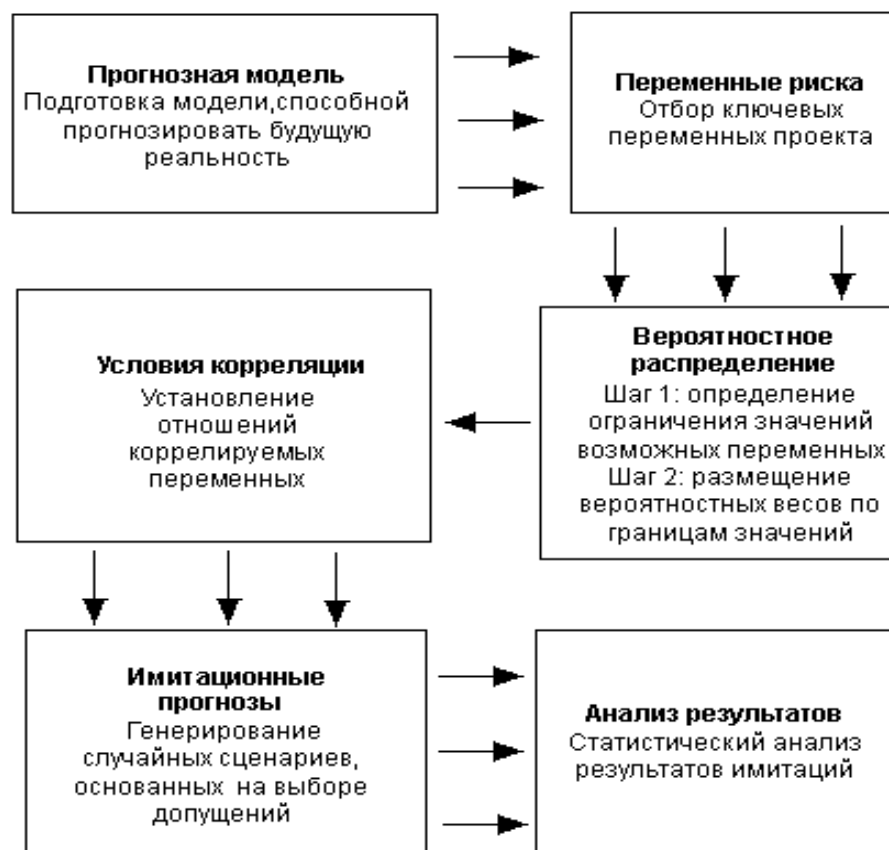 Прогнозная модель
Подготовка модели,способной
прогнозировать будущую
реальность
Переменные риска
Отбор ключевых
переменных проекта
Вероятностное
распределение
Шаг 1: определение
ограничения значений
возможных переменных
Шаг 2: размещение
вероятностных весов по
границам значений
Условия корреляции
Установление
отношений
коррелируемых
переменных
Имитационные
прогнозы
Генерирование
случайных сценариев,
основанных на выборе
допущений
Анализ результатов
Статистический анализ
результатов имитаций